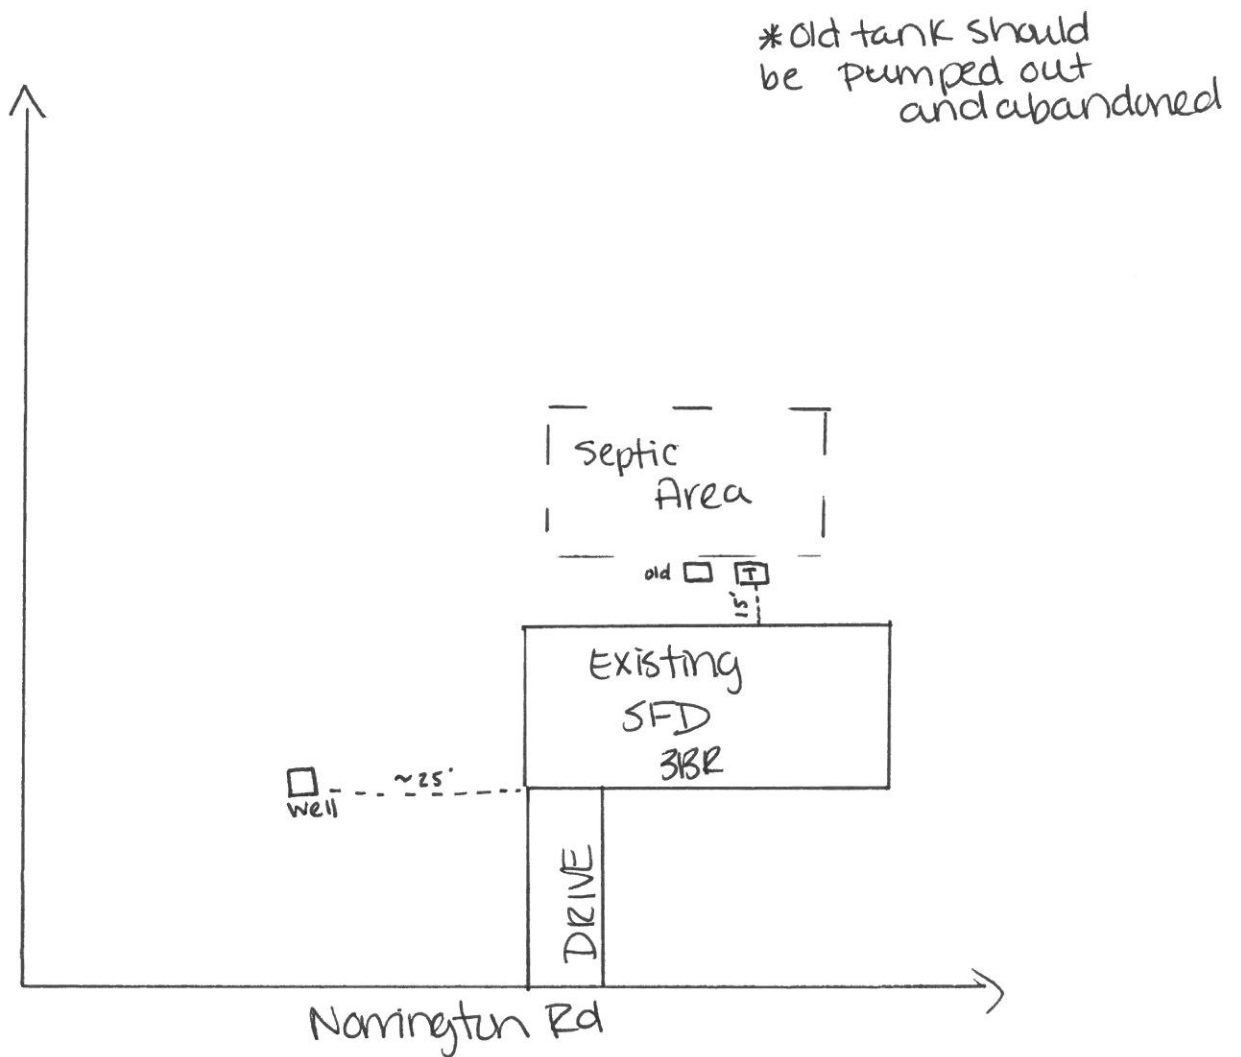 *old tank should
be pumped out
and abandoned
Septic
Area
old
T
15'
Existing
SFD
3BR
~25'
well
DRIVE
Norrington Rd